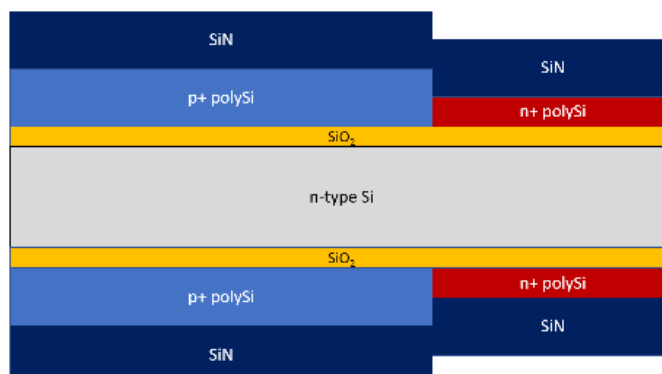 SiN
SiN
p+ polySi
n+ polySi
SiO₂
n-type Si
SiO₂
p+ polySi
n+ polySi
SiN
SiN